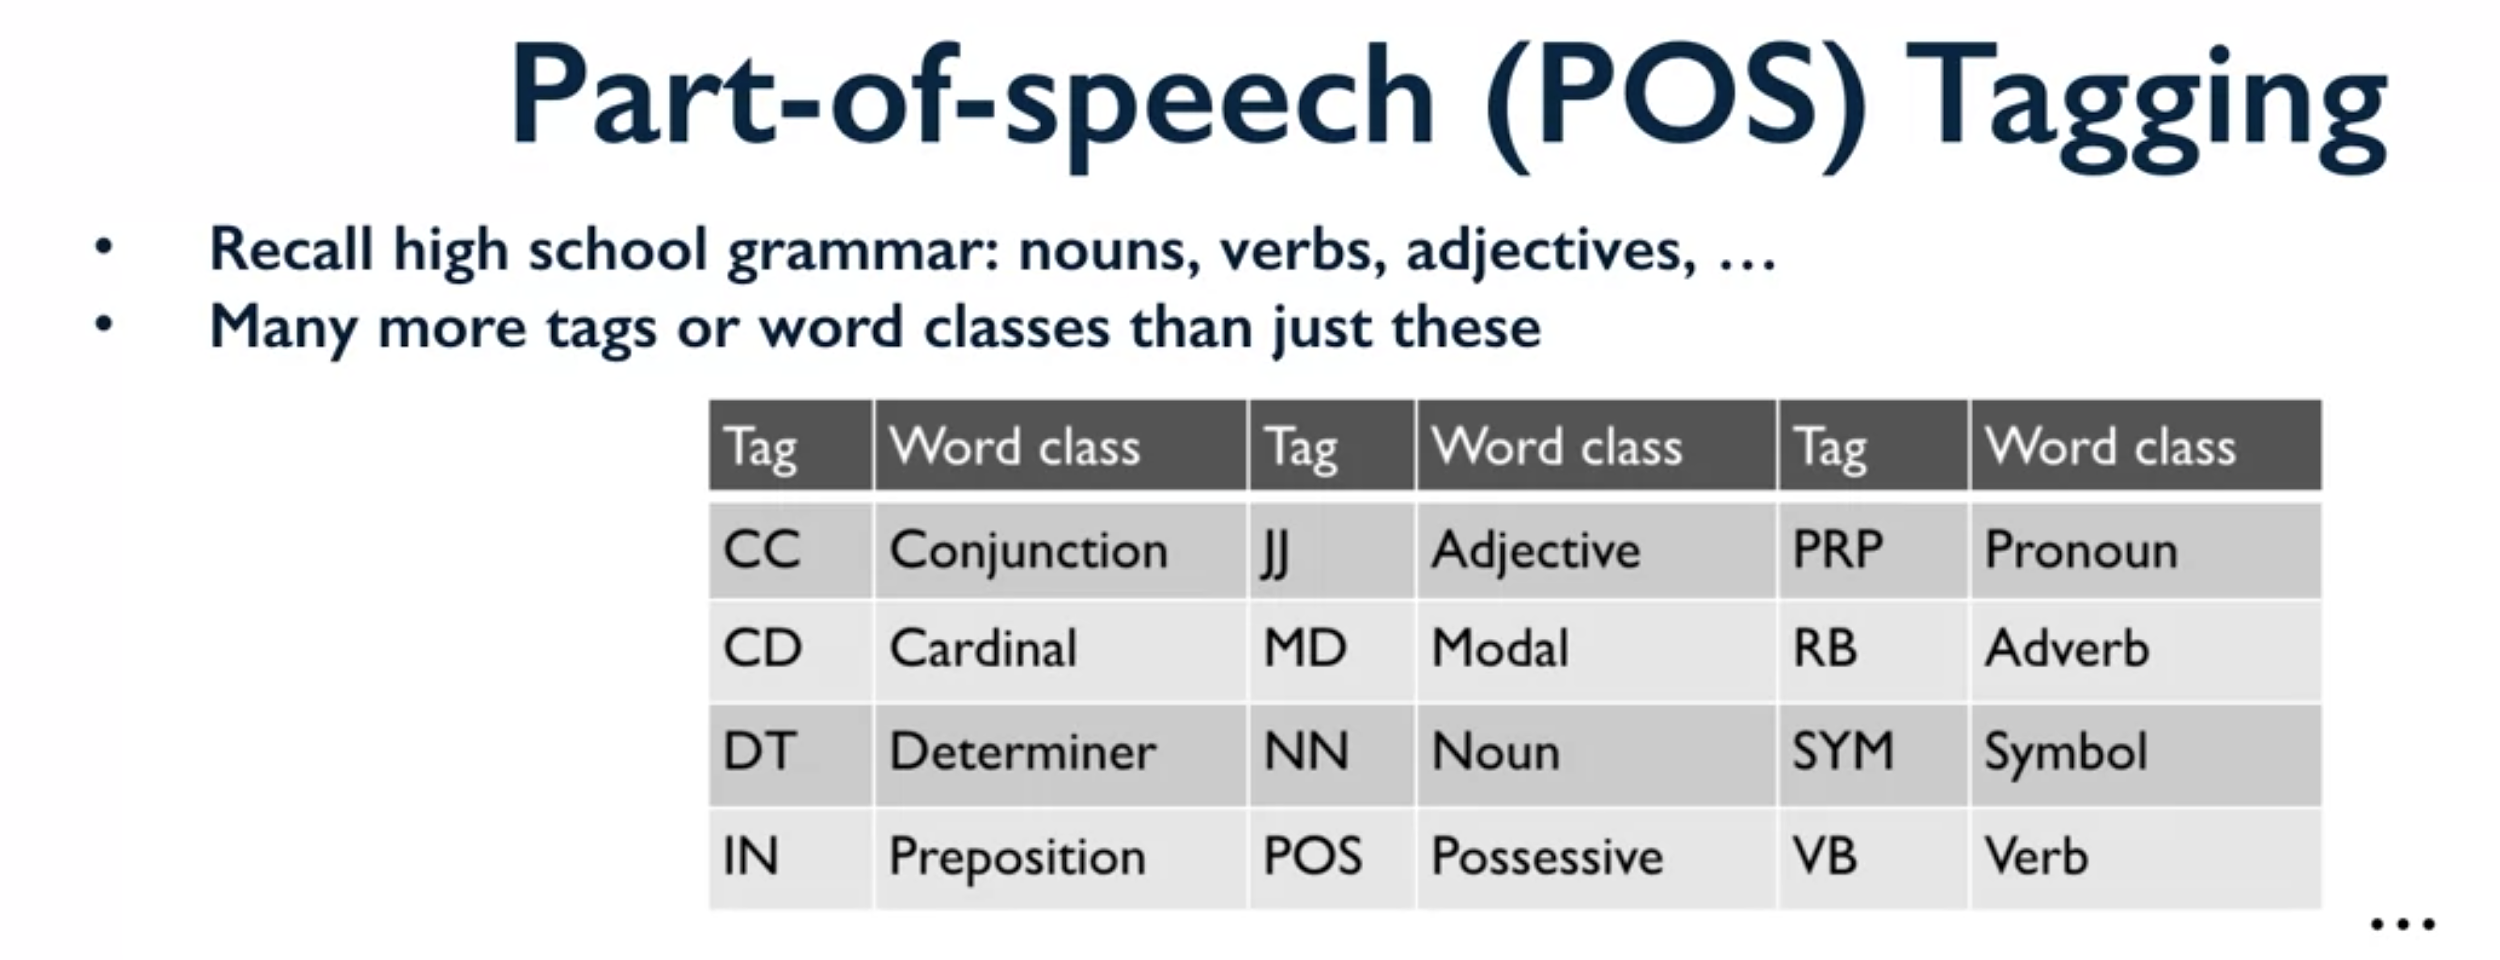 Part-of-speech (POS) Tagging
• Recall high school grammar: nouns, verbs, adjectives, …
• Many more tags or word classes than just these
Tag Word class Tag Word class Tag Word class
CC Conjunction JJ Adjective PRP Pronoun
CD Cardinal MD Modal RB Adverb
DT Determiner NN Noun SYM Symbol
IN Preposition POS Possessive VB Verb
…